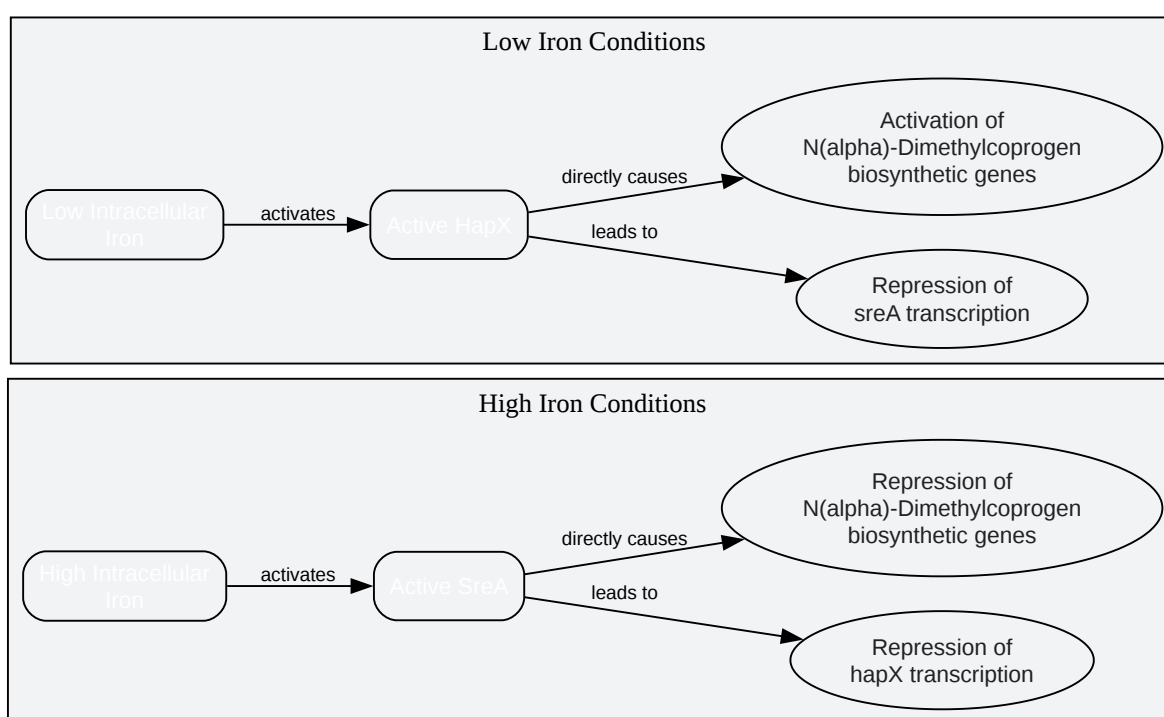 Low Iron Conditions
Low Intracellular
Iron
activates
Active HapX
directly causes
leads to
Activation of
N(alpha)-Dimethylcoprogen
biosynthetic genes
Repression of
sreA transcription
High Iron Conditions
High Intracellular
Iron
activates
Active SreA
directly causes
leads to
Repression of
N(alpha)-Dimethylcoprogen
biosynthetic genes
Repression of
hapX transcription